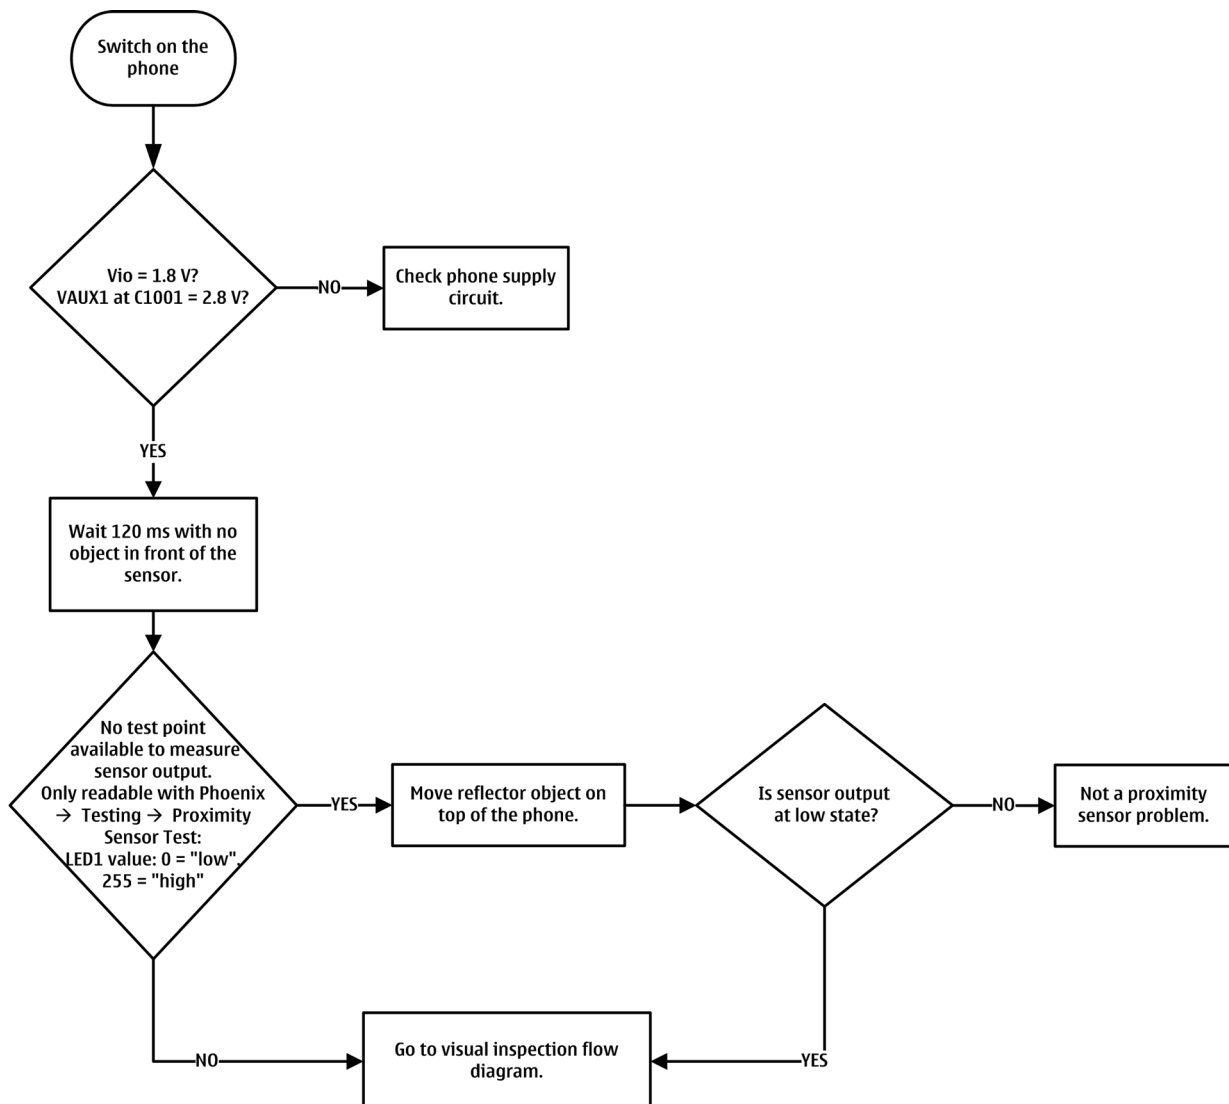 Switch on the
phone
Vio = 1.8 V?
VAUX1 at C1001 = 2.8 V?
NO
Check phone supply
circuit.
YES
Wait 120 ms with no
object in front of the
sensor.
No test point
available to measure
sensor output.
Only readable with Phoenix
→ Testing → Proximity
Sensor Test:
LED1 value: 0 = "low".
255 = "high"
YES
Move reflector object on
top of the phone.
Is sensor output
at low state?
NO
Not a proximity
sensor problem.
NO
Go to visual inspection flow
diagram.
YES